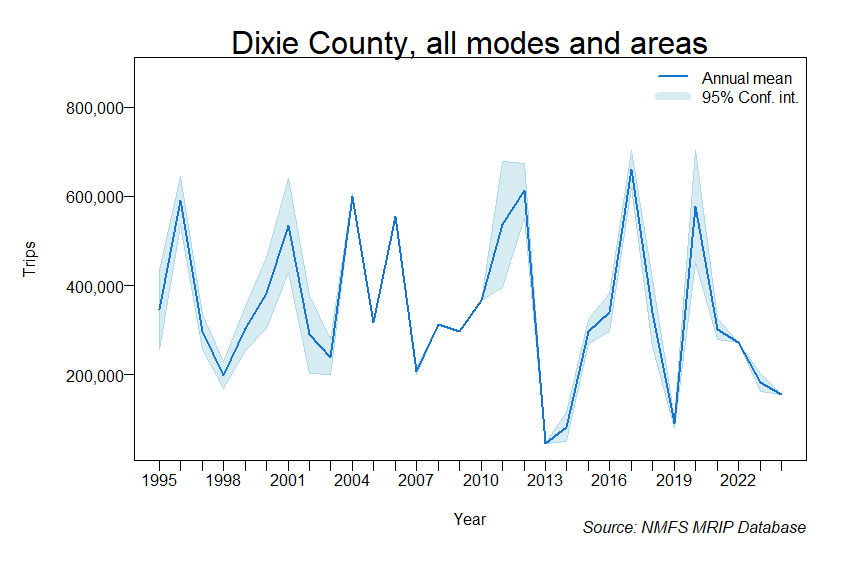 Dixie County, all modes and areas
Annual mean
95% Conf. int.
800,000
600,000
400,000
200,000
Trips
1995 1998 2001 2004 2007 2010 2013 2016 2019 2022
Year
Source: NMFS MRIP Database